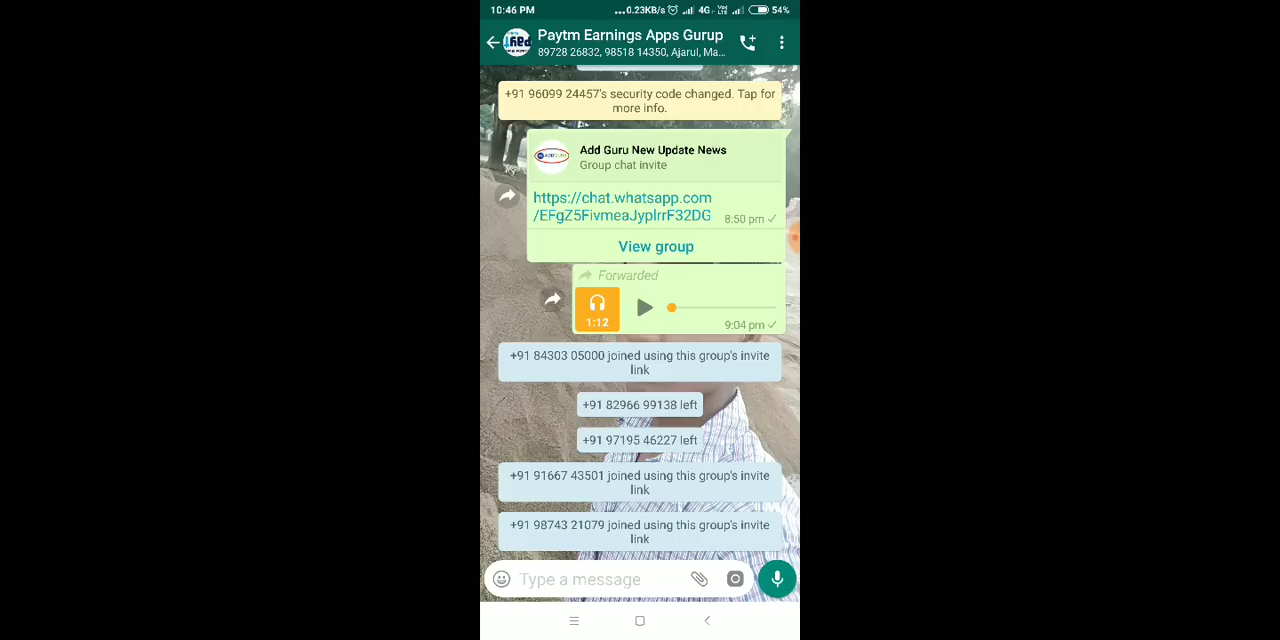 10:46 PM
...0.23KB/s 4G VoLTE 54%
Paytm Earnings Apps Gurup
89728 26832, 98518 14350, Ajarul, Ma...
+91 96099 24457's security code changed. Tap for
more info.
Add Guru New Update News
Group chat invite
https://chat.whatsapp.com
/EFgZ5FivmeaJyplrrF32DG
8:50 pm
View group
Forwarded
1:12
9:04 pm
+91 84303 05000 joined using this group's invite
link
+91 82966 99138 left
+91 97195 46227 left
+91 91667 43501 joined using this group's invite
link
+91 98743 21079 joined using this group's invite
link
Type a message